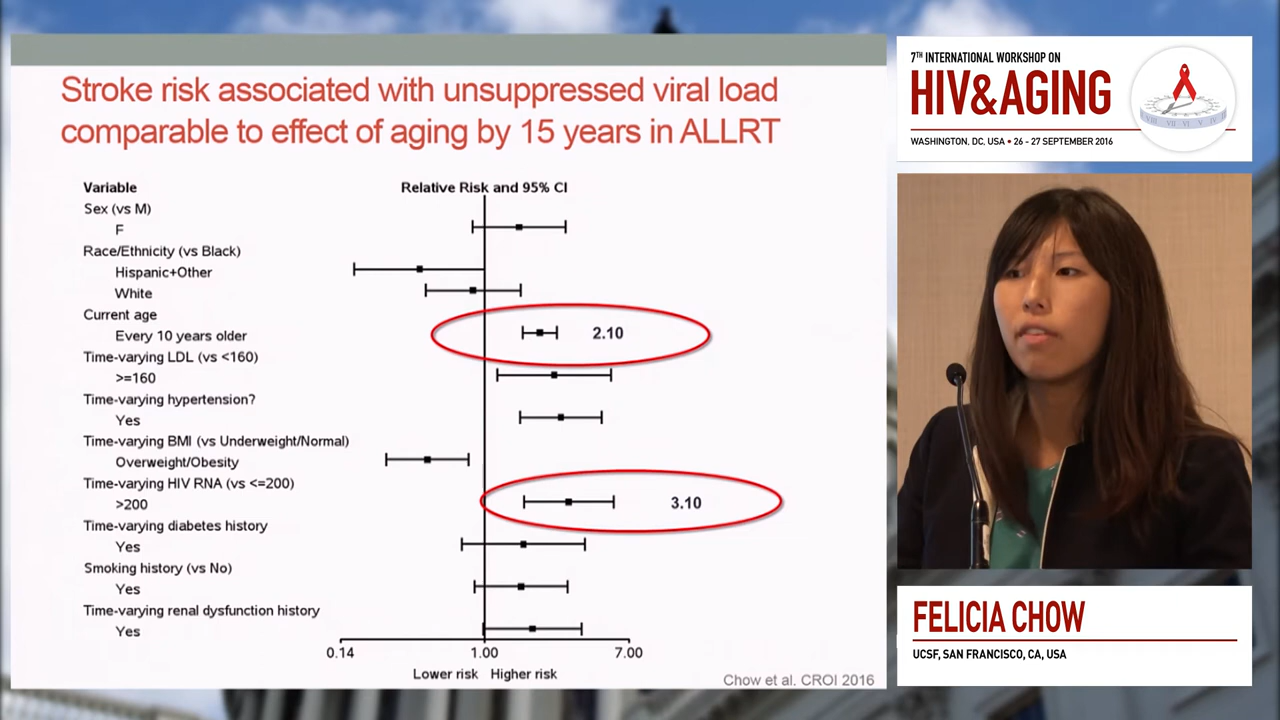 Stroke risk associated with unsuppressed viral load
comparable to effect of aging by 15 years in ALLRT
Variable
Relative Risk and 95% CI
Sex (vs M)
F
Race/Ethnicity (vs Black)
Hispanic+Other
White
Current age
Every 10 years older
2.10
Time-varying LDL (vs <160)
>=160
Time-varying hypertension?
Yes
Time-varying BMI (vs Underweight/Normal)
Overweight/Obesity
Time-varying HIV RNA (vs <=200)
>200
3.10
Time-varying diabetes history
Yes
Smoking history (vs No)
Yes
Time-varying renal dysfunction history
Yes
0.14 1.00 7.00
Lower risk Higher risk
Chow et al. CROI 2016
7TH INTERNATIONAL WORKSHOP ON
HIV&AGING
WASHINGTON, DC, USA • 26 - 27 SEPTEMBER 2016
FELICIA CHOW
UCSF, SAN FRANCISCO, CA, USA